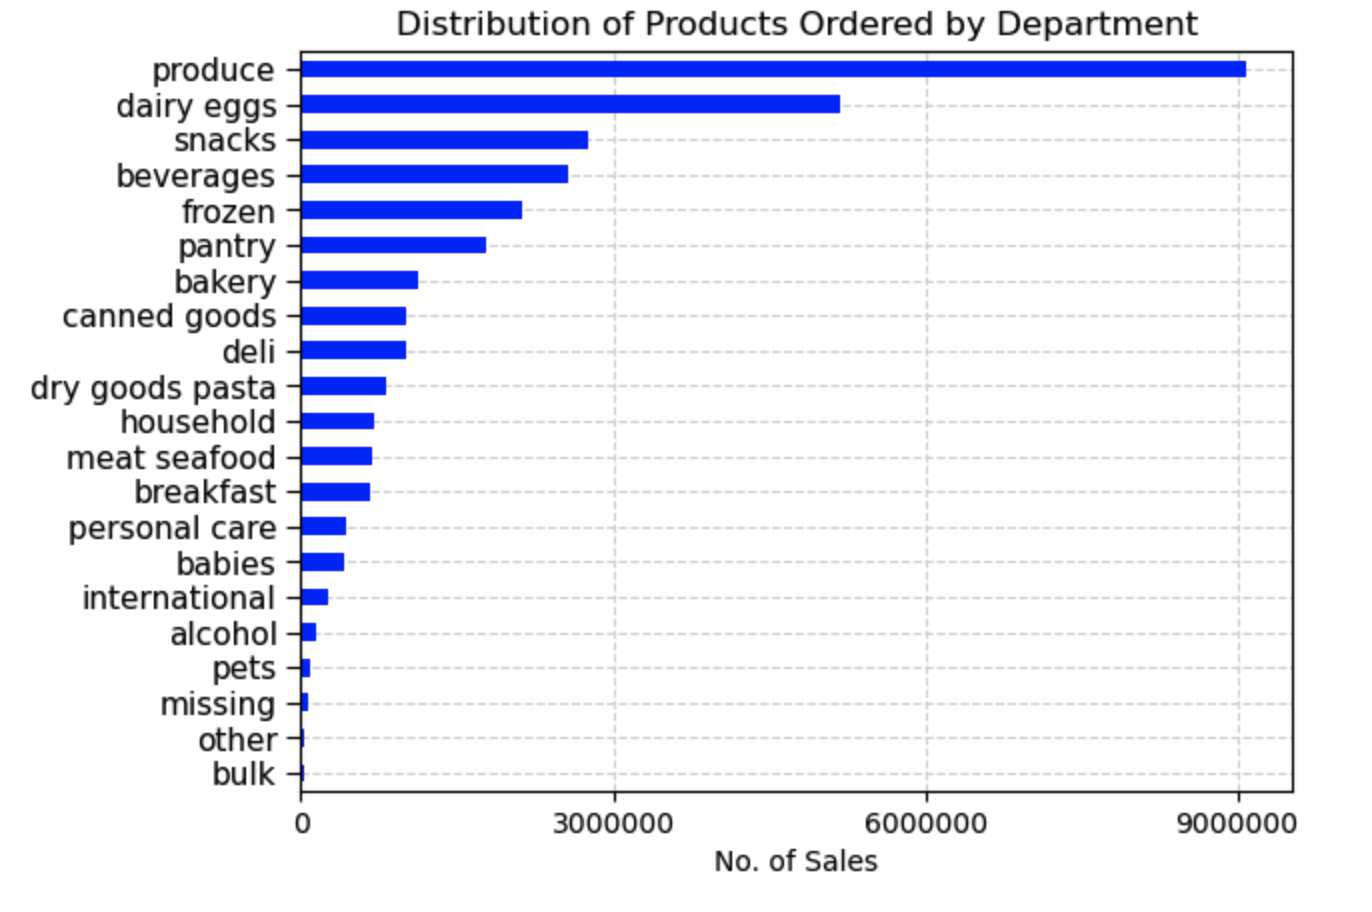 Distribution of Products Ordered by Department
produce
dairy eggs
snacks
beverages
frozen
pantry
bakery
canned goods
deli
dry goods pasta
household
meat seafood
breakfast
personal care
babies
international
alcohol
pets
missing
other
bulk
0 3000000 6000000 9000000
No. of Sales